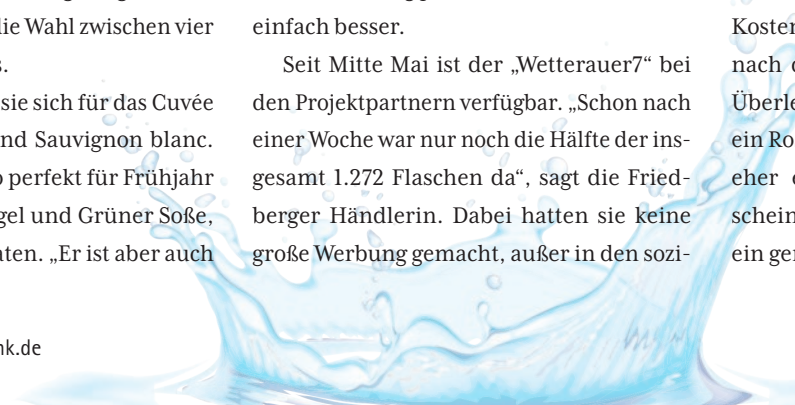 die Wahl zwischen vier
s.
sie sich für das Cuvée
nd Sauvignon blanc.
perfekt für Frühjahr
gel und Grüner Soße,
aten. „Er ist aber auch
nk.de
einfach besser.
Seit Mitte Mai ist der „Wetterauer7“ bei
den Projektpartnern verfügbar. „Schon nach
einer Woche war nur noch die Hälfte der ins-
gesamt 1.272 Flaschen da“, sagt die Fried-
berger Händlerin. Dabei hatten sie keine
große Werbung gemacht, außer in den sozi-
Kosten
nach
Überle
ein Ro
eher
schein
ein ge